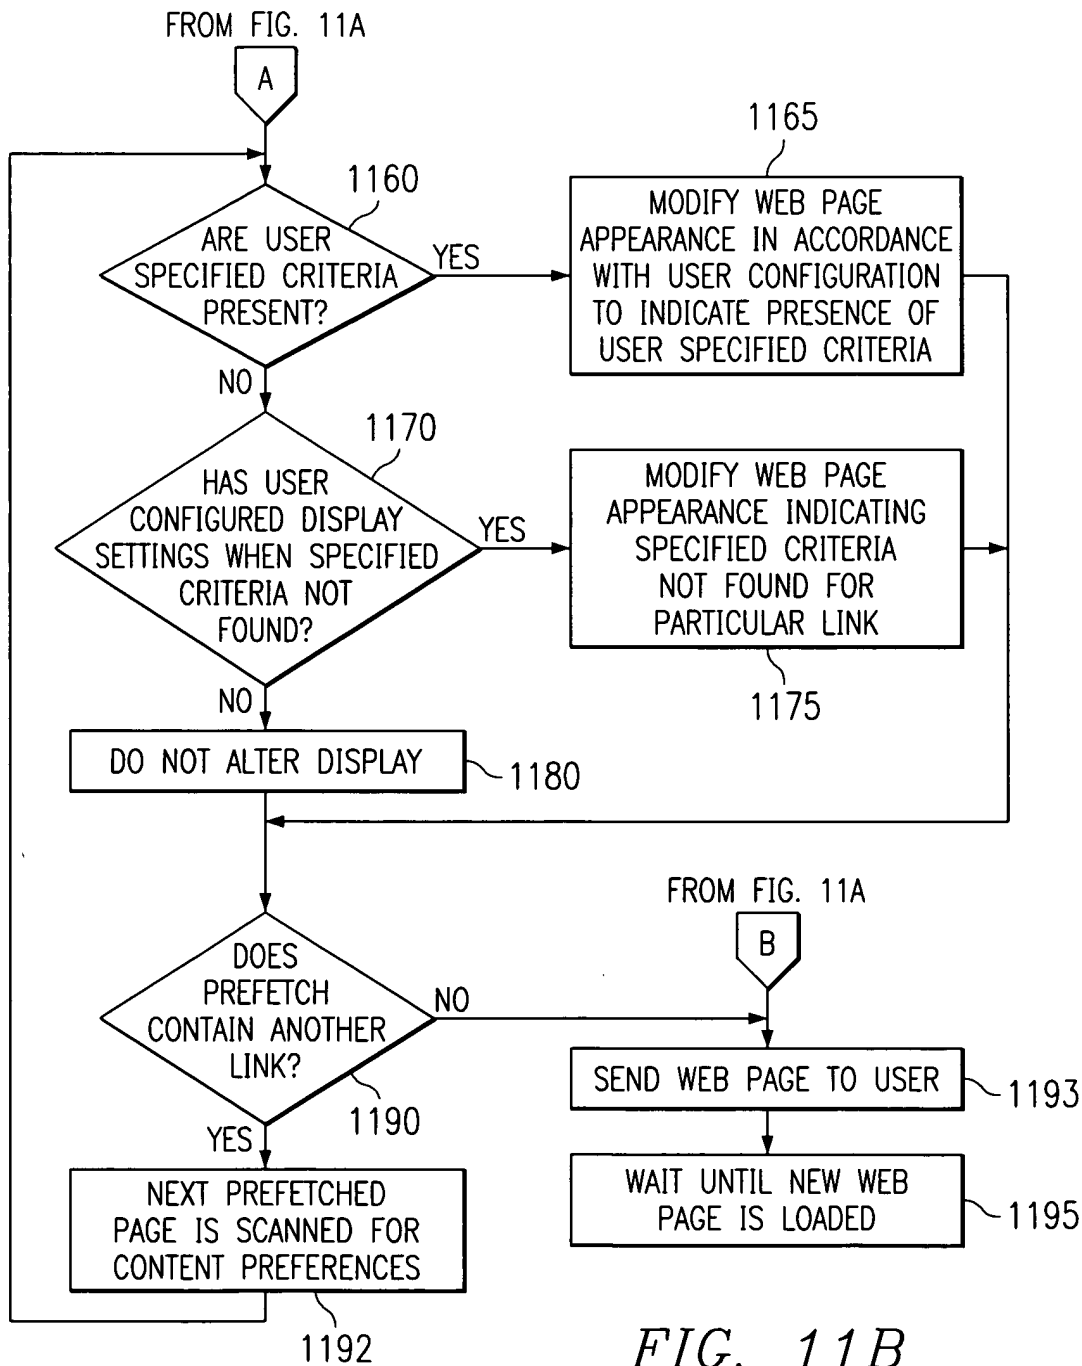 FROM FIG. 11A
A
1160
ARE USER
SPECIFIED CRITERIA
PRESENT?
YES
NO
1165
MODIFY WEB PAGE
APPEARANCE IN ACCORDANCE
WITH USER CONFIGURATION
TO INDICATE PRESENCE OF
USER SPECIFIED CRITERIA
1170
HAS USER
CONFIGURED DISPLAY
SETTINGS WHEN SPECIFIED
CRITERIA NOT
FOUND?
YES
NO
MODIFY WEB PAGE
APPEARANCE INDICATING
SPECIFIED CRITERIA
NOT FOUND FOR
PARTICULAR LINK
1175
DO NOT ALTER DISPLAY
1180
DOES
PREFETCH
CONTAIN ANOTHER
LINK?
NO
1190
YES
FROM FIG. 11A
B
SEND WEB PAGE TO USER
1193
WAIT UNTIL NEW WEB
PAGE IS LOADED
1195
NEXT PREFETCHED
PAGE IS SCANNED FOR
CONTENT PREFERENCES
1192
FIG. 11B